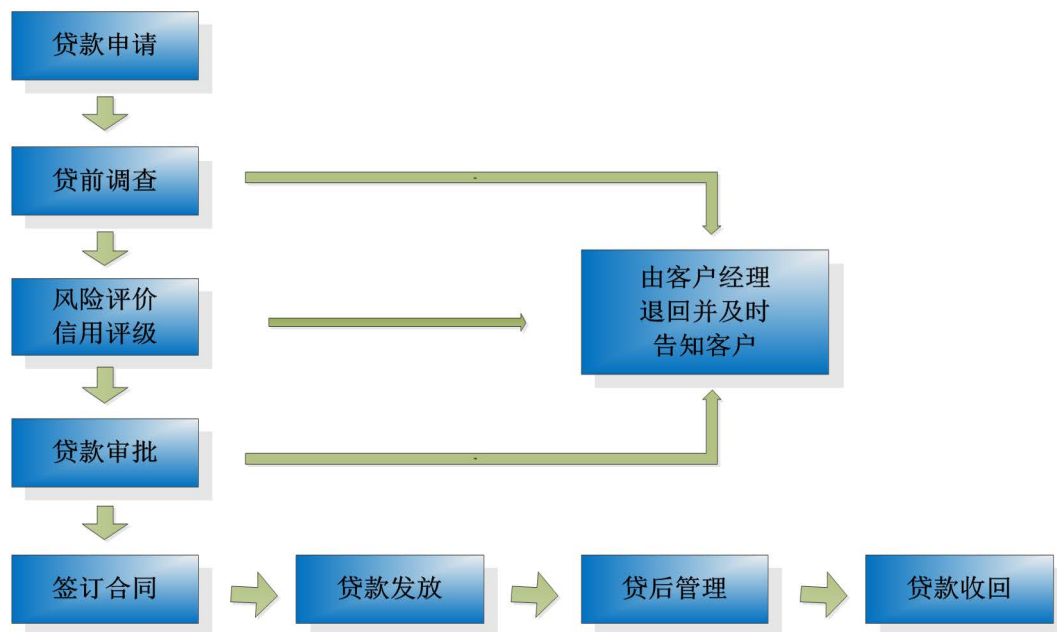 贷款申请
贷前调查
风险评价
信用评级
由客户经理
退回并及时
告知客户
贷款审批
签订合同
贷款发放
贷后管理
贷款收回